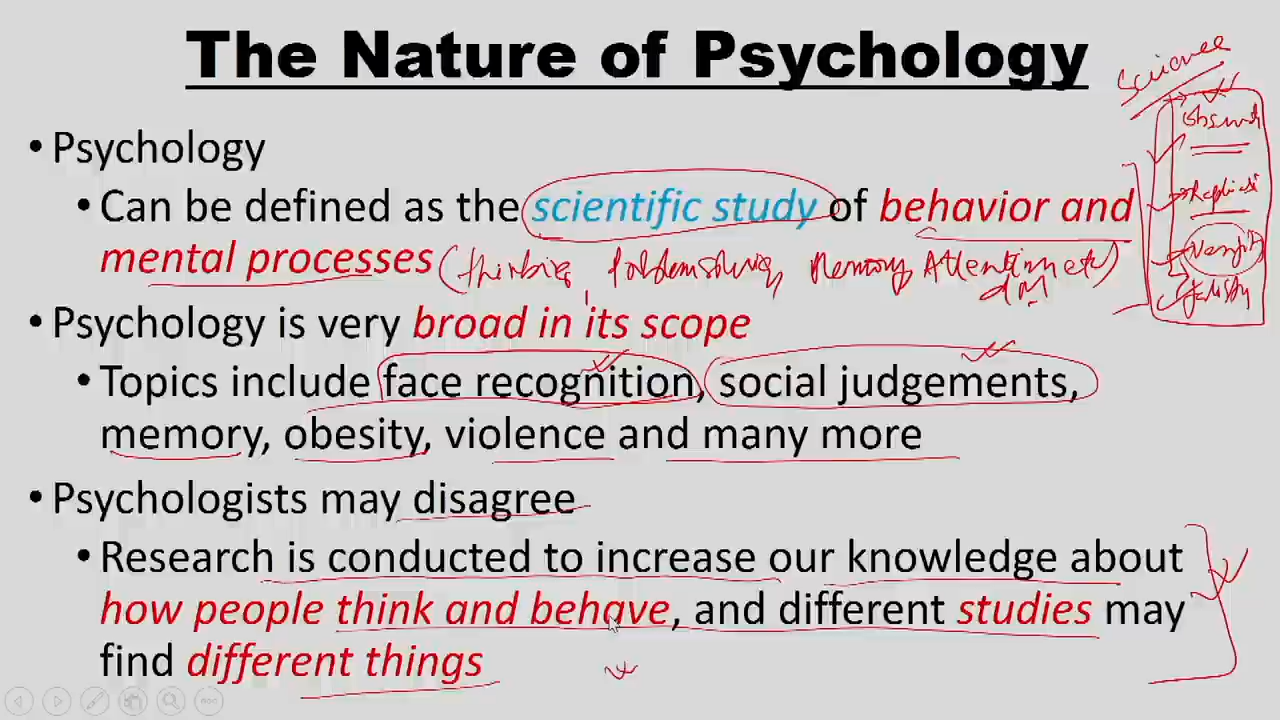 The Nature of Psychology
Science
• Psychology
• Can be defined as the scientific study of behavior and
mental processes (thinking, problem solving, Memory, Attention, etc)
DM
• Psychology is very broad in its scope
• Topics include face recognition, social judgements,
memory, obesity, violence and many more
• Psychologists may disagree
• Research is conducted to increase our knowledge about
how people think and behave, and different studies may
find different things